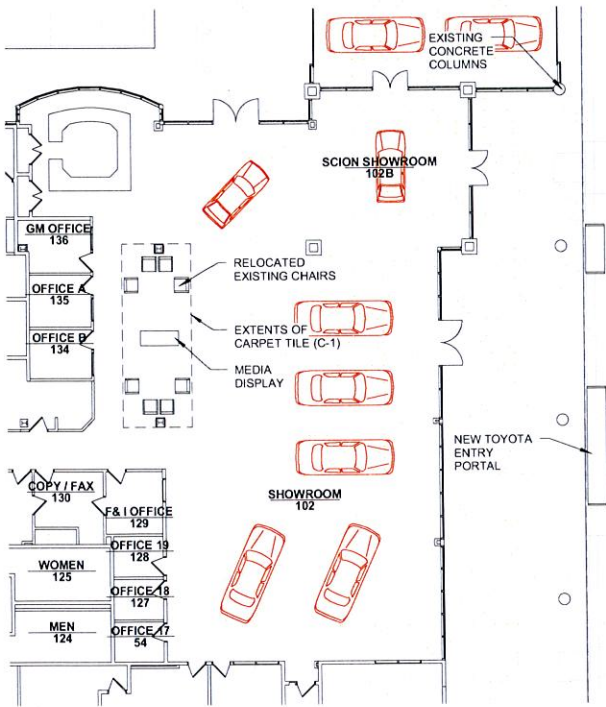 EXISTING
CONCRETE
COLUMNS
SCION SHOWROOM
102B
GM OFFICE
136
RELOCATED
EXISTING CHAIRS
OFFICE A
135
EXTENTS OF
CARPET TILE (C-1)
OFFICE B
134
MEDIA
DISPLAY
NEW TOYOTA
ENTRY
PORTAL
COPY / FAX
130
SHOWROOM
102
F& I OFFICE
129
OFFICE 19
128
WOMEN
125
OFFICE 18
127
MEN
124
OFFICE 17
54